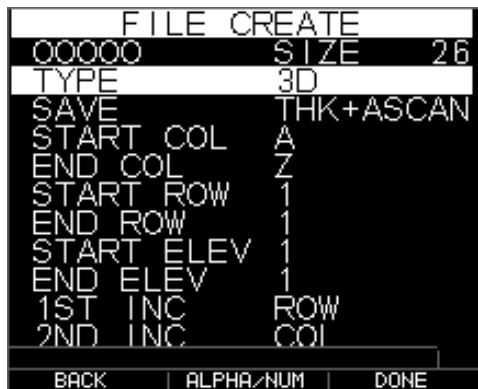 FILE CREATE
00000 SIZE 26
TYPE 3D
SAVE THK+ASCAN
START COL A
END COL Z
START ROW 1
END ROW 1
START ELEV 1
END ELEV 1
1ST INC ROW
2ND INC COL
BACK ALPHA/NUM DONE